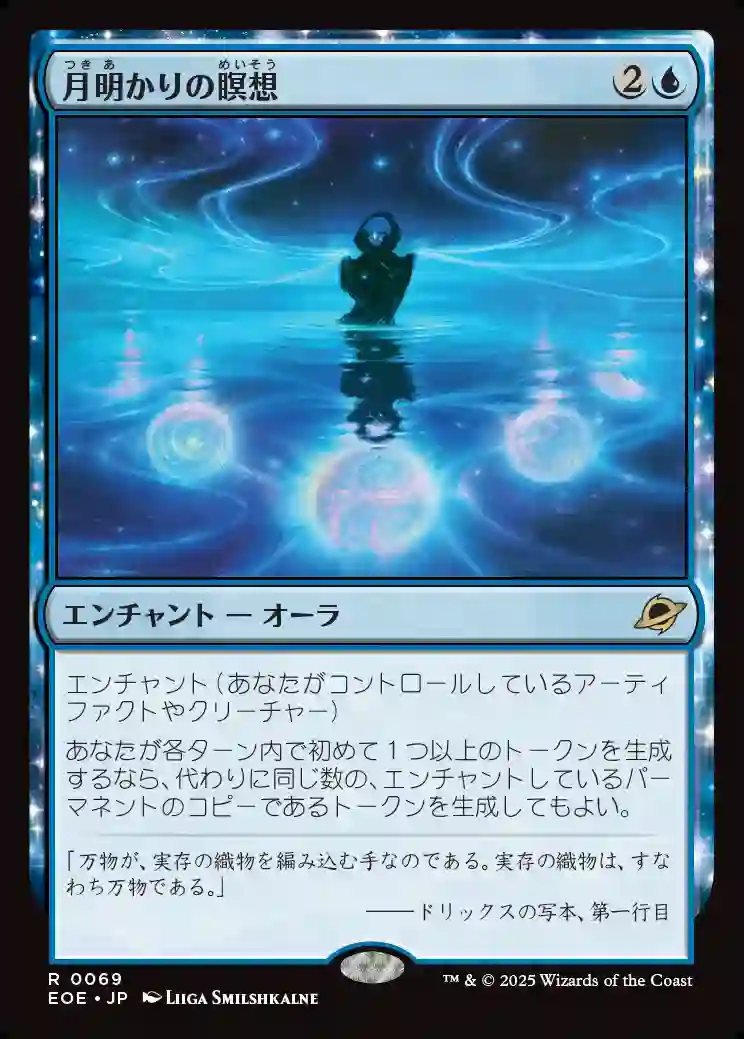 月明かりの瞑想
つきあ めいそう
2
エンチャント — オーラ
エンチャント（あなたがコントロールしているアーティ
ファクトやクリーチャー）
あなたが各ターン内で初めて１つ以上のトークンを生成
するなら、代わりに同じ数の、エンチャントしているパー
マネントのコピーであるトークンを生成してもよい。
「万物が、実存の織物を編み込む手なのである。実存の織物は、すな
わち万物である。」
——ドリックスの写本、第一行目
R 0069
EOE • JP LIIGA SMILSHKALNE
™ & © 2025 Wizards of the Coast